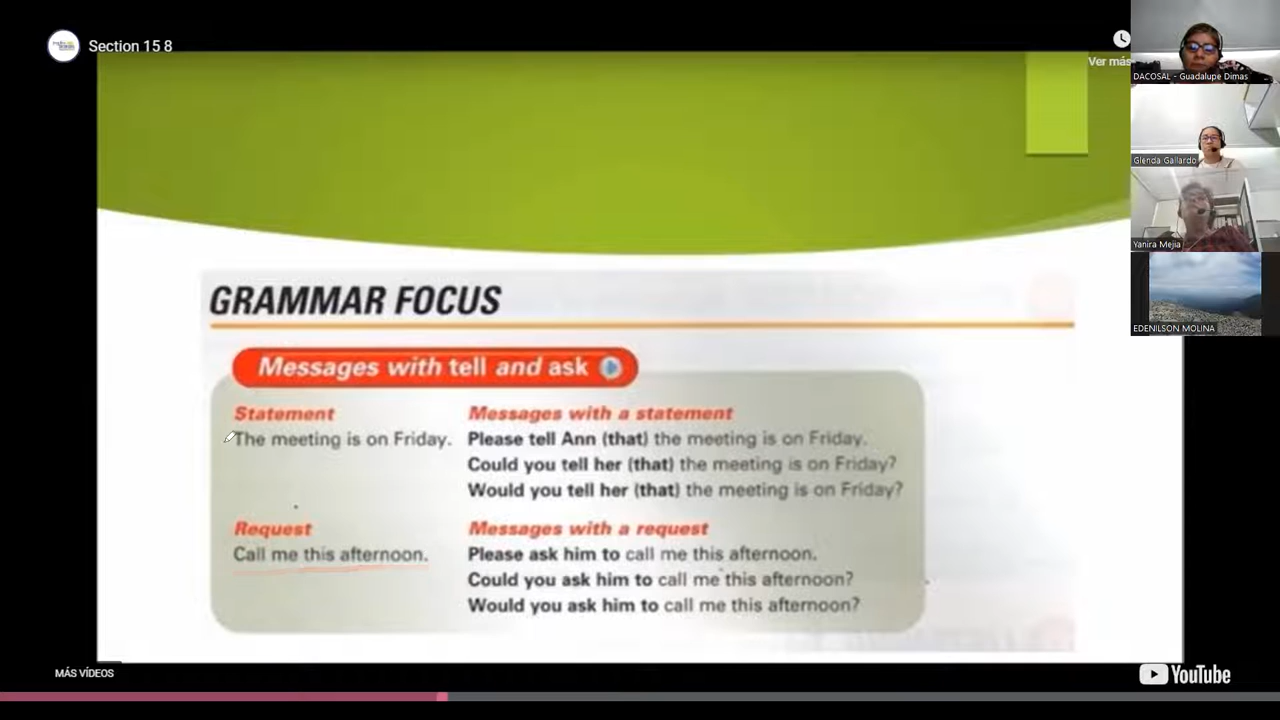 Section 15 8
Ver más
DACOSAL - Guadalupe Dimas
Glenda Gallardo
Yanira Mejia
EDENILSON MOLINA
GRAMMAR FOCUS
Messages with tell and ask
Statement Messages with a statement
The meeting is on Friday. Please tell Ann (that) the meeting is on Friday.
Could you tell her (that) the meeting is on Friday?
Would you tell her (that) the meeting is on Friday?
Request Messages with a request
Call me this afternoon. Please ask him to call me this afternoon.
Could you ask him to call me this afternoon?
Would you ask him to call me this afternoon?
MÁS VÍDEOS
YouTube